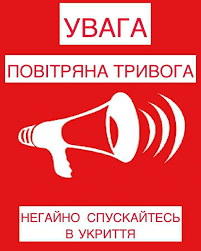 УВАГА
ПОВІТРЯНА ТРИВОГА
НЕГАЙНО СПУСКАЙТЕСЬ
В УКРИТТЯ